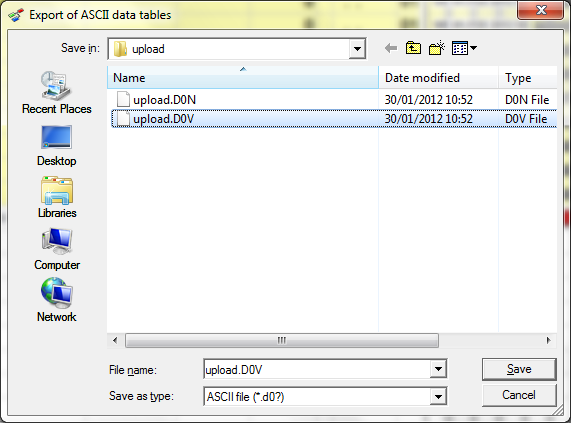 Export of ASCII data tables
Save in: upload
Name Date modified Type
upload.D0N 30/01/2012 10:52 D0N File
upload.D0V 30/01/2012 10:52 D0V File
Recent Places
Desktop
Libraries
Computer
Network
File name: upload.D0V Save
Save as type: ASCII file (*.d0?) Cancel